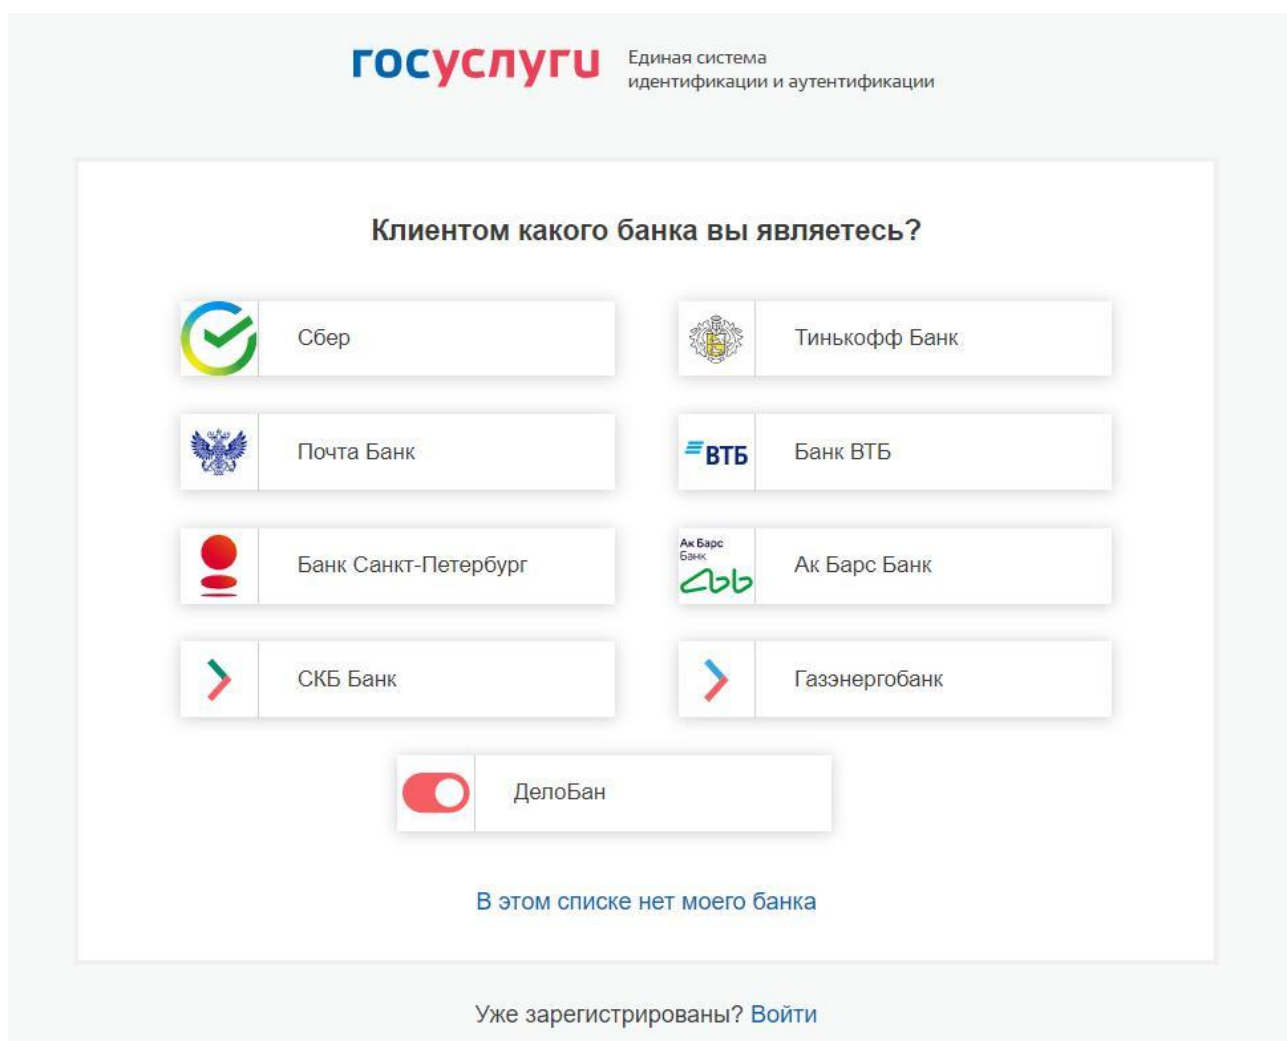 госуслуги
Единая система
идентификации и аутентификации
Клиентом какого банка вы являетесь?
Сбер
Тинькофф Банк
Почта Банк
ВТБ
Банк ВТБ
Банк Санкт-Петербург
Ак Барс
Банк
Ак Барс Банк
СКБ Банк
Газэнергобанк
ДелоБан
В этом списке нет моего банка
Уже зарегистрированы? Войти